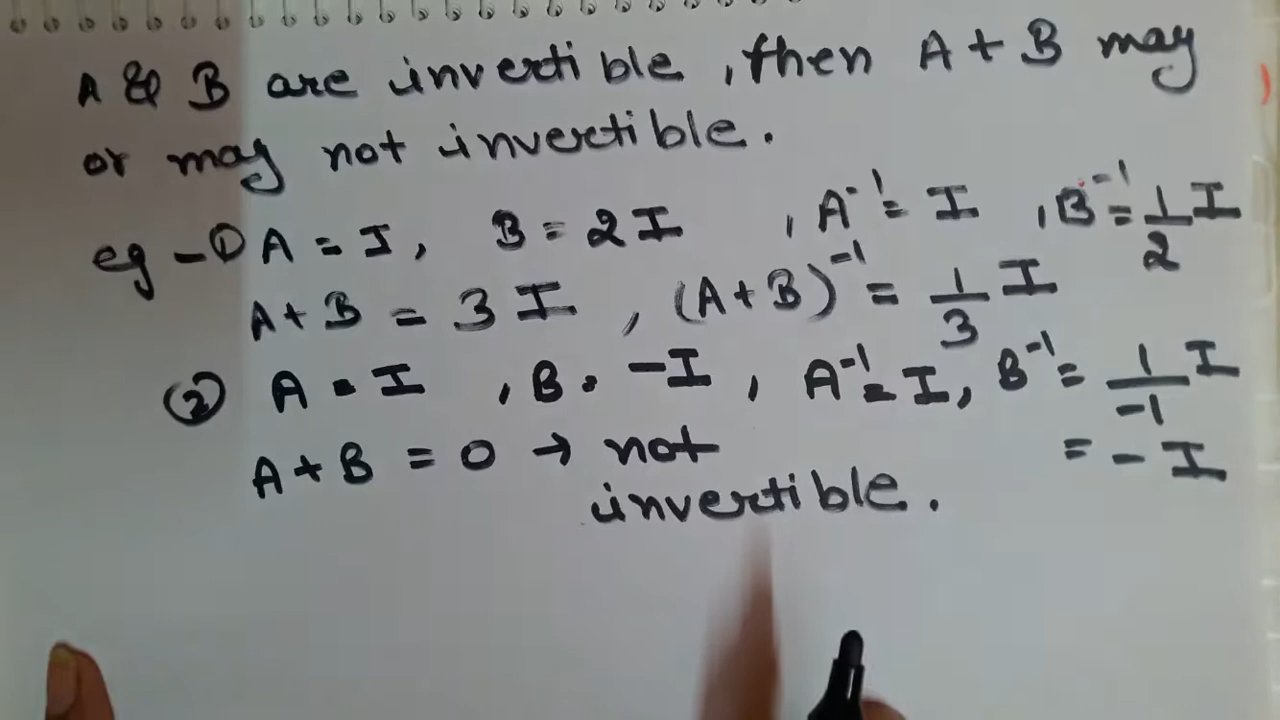 A & B are invertible, then A + B may
or may not invertible.
eg - ① A = I, B = 2I, A⁻¹ = I, B⁻¹ = 1/2 I
A + B = 3I, (A + B)⁻¹ = 1/3 I
② A = I, B = -I, A⁻¹ = I, B⁻¹ = 1/-1 I
A + B = 0 → not = - I
invertible.